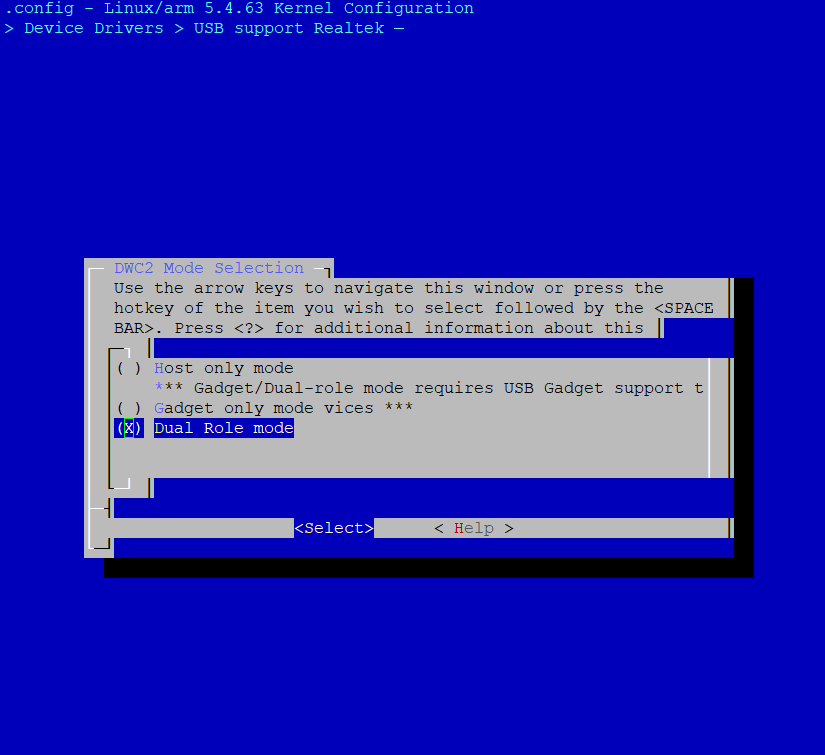 .config - Linux/arm 5.4.63 Kernel Configuration
> Device Drivers > USB support Realtek —
DWC2 Mode Selection
Use the arrow keys to navigate this window or press the
hotkey of the item you wish to select followed by the <SPACE
BAR>. Press <?> for additional information about this
( ) Host only mode
*** Gadget/Dual-role mode requires USB Gadget support t
( ) Gadget only mode vices ***
(X) Dual Role mode
<Select> < Help >